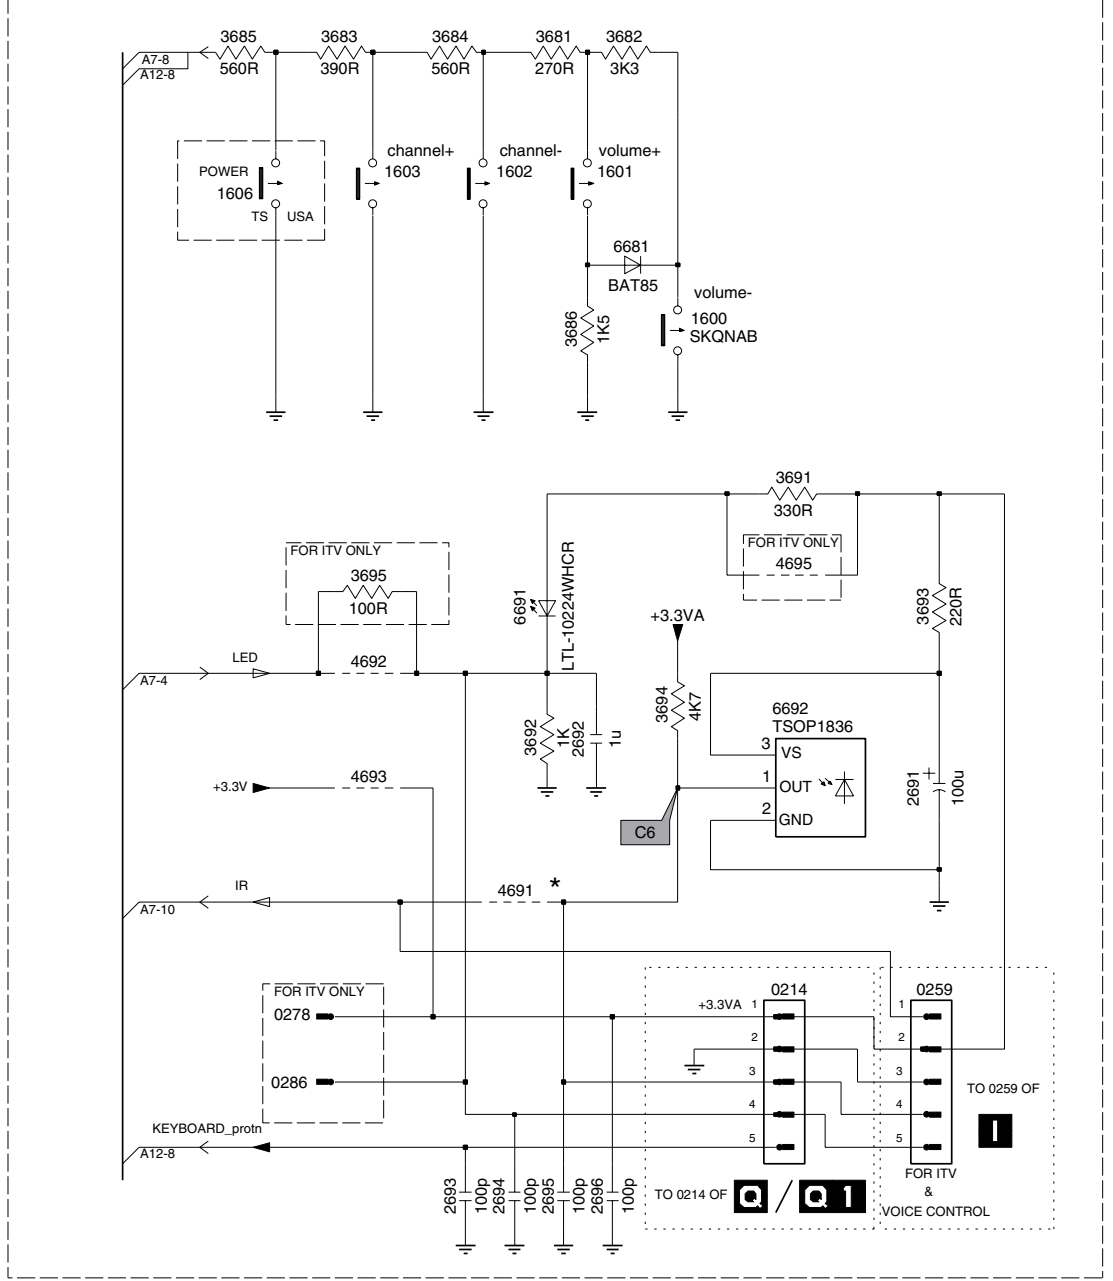 3685 3683 3684 3681 3682
560R 390R 560R 270R 3K3
A7-8
A12-8
channel+ channel- volume+
1603 1602 1601
POWER
1606
TS USA
6681
BAT85
volume-
1600
SKQNAB
3686
1K5
3691
330R
FOR ITV ONLY
4695
FOR ITV ONLY
3695
100R
6691
LTL-10224WHCR
3693
220R
+3.3VA
LED
4692
A7-4
3694
4K7
6692
TSOP1836
3 VS
1 OUT
2 GND
3692
1K
2692
1u
2691
+
100u
+3.3V
4693
C6
IR
4691
*
A7-10
FOR ITV ONLY
0278
0286
+3.3VA
0214
1
2
3
4
5
0259
1
2
3
4
5
TO 0259 OF
I
KEYBOARD_protn
A12-8
2693
100p
2694
100p
2695
100p
2696
100p
TO 0214 OF Q / Q 1
FOR ITV
&
VOICE CONTROL